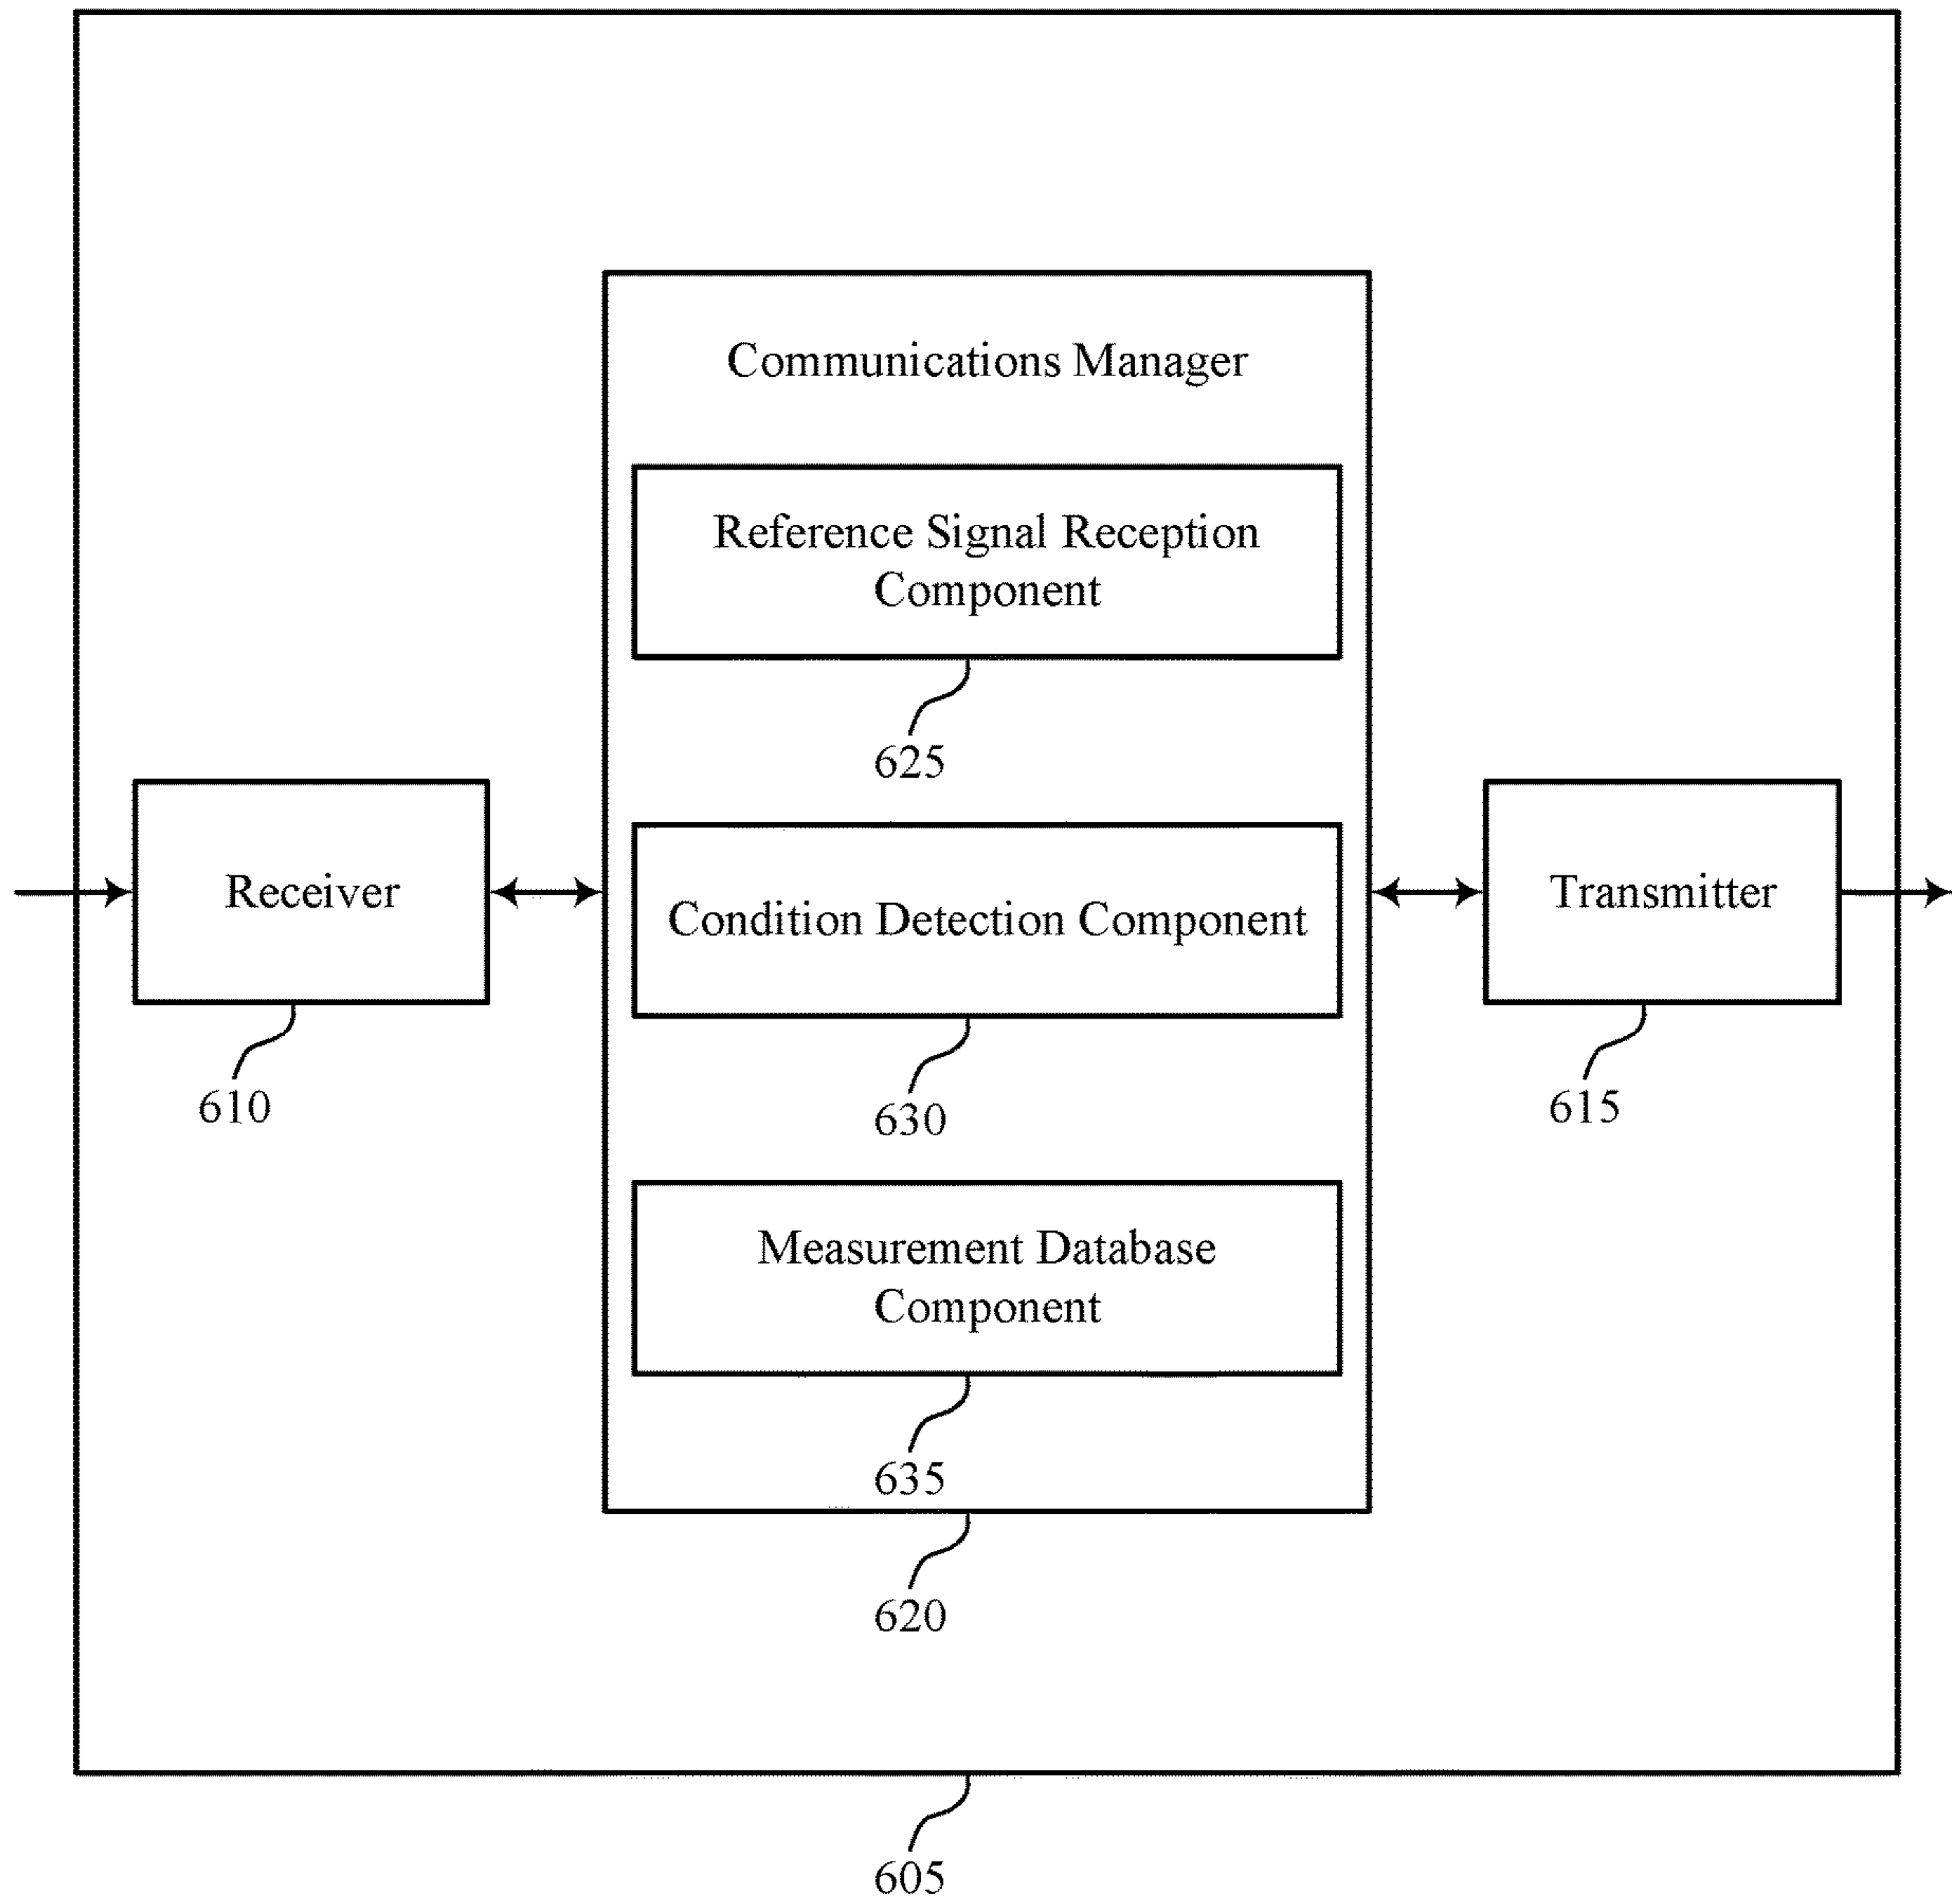 Communications Manager
Reference Signal Reception
Component
625
Receiver
610
Condition Detection Component
630
Transmitter
615
Measurement Database
Component
635
620
605